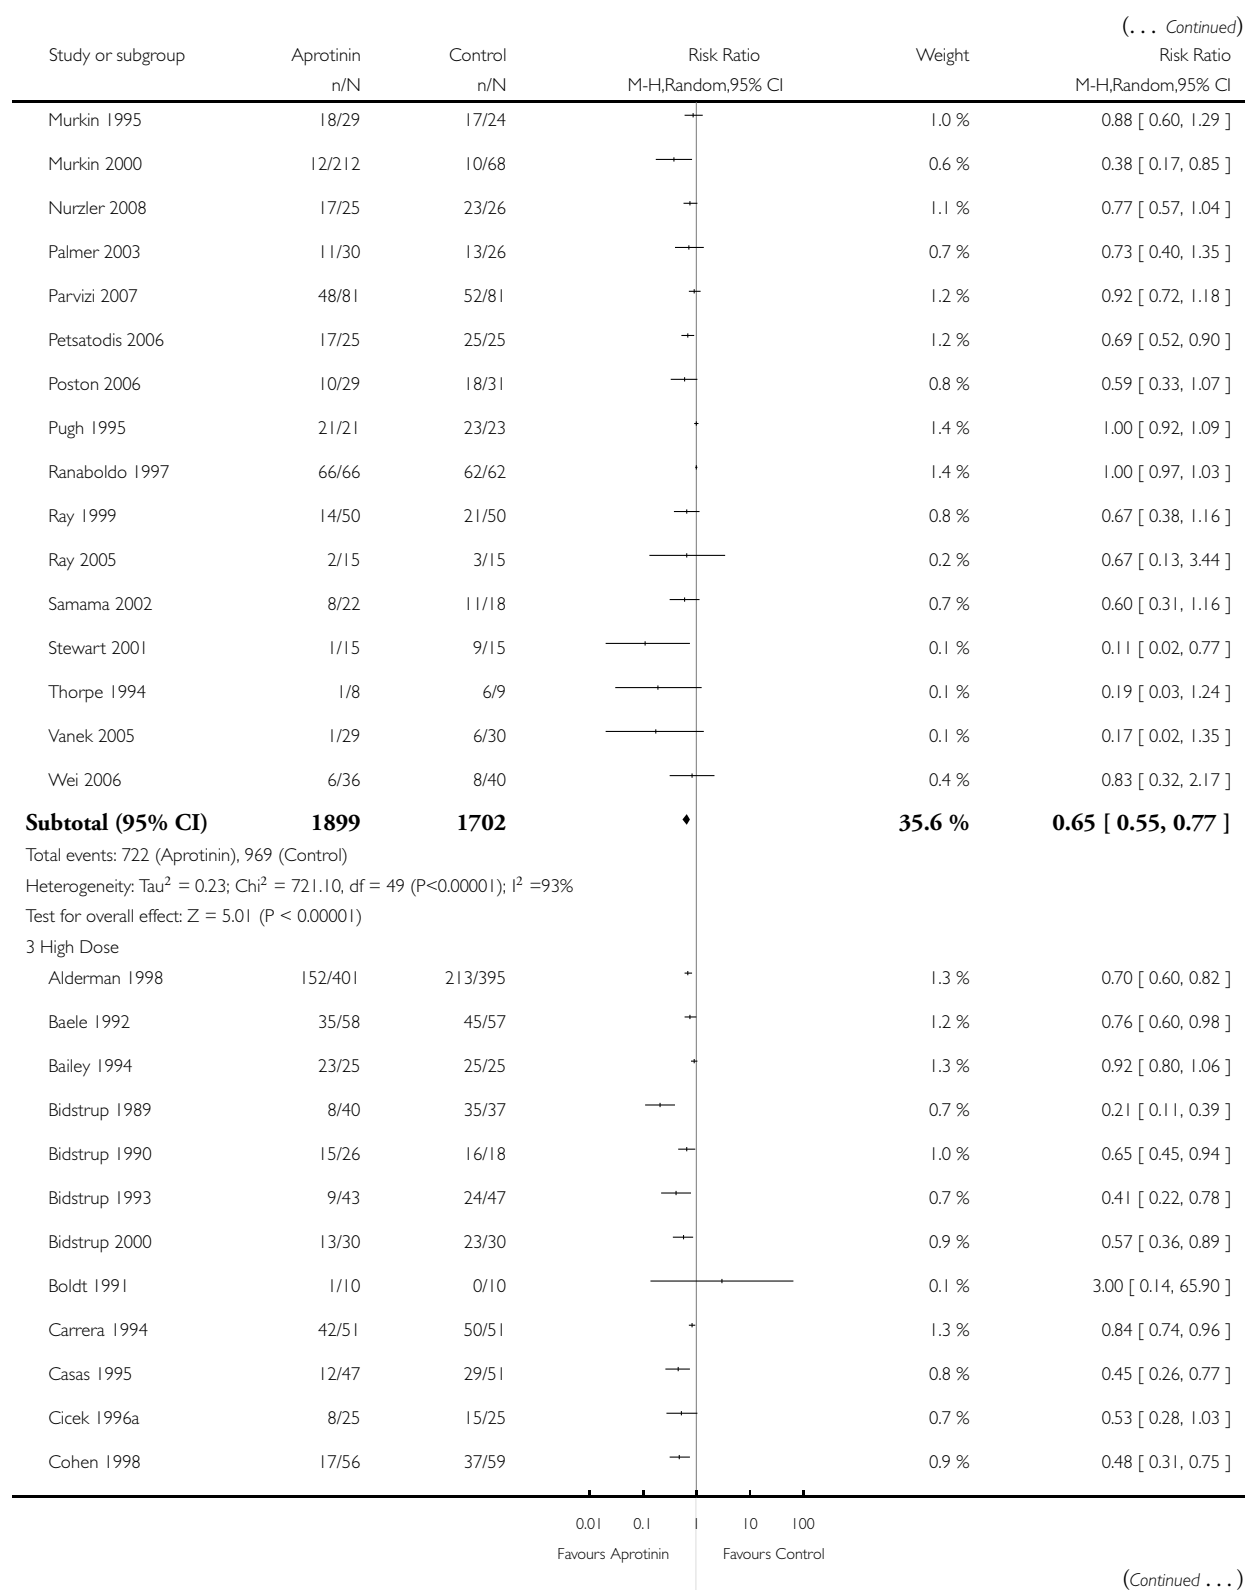 (... Continued)
Study or subgroup Aprotinin Control Risk Ratio Weight Risk Ratio
n/N n/N M-H,Random,95% CI M-H,Random,95% CI
Murkin 1995 18/29 17/24 1.0 % 0.88 [ 0.60, 1.29 ]
Murkin 2000 12/212 10/68 0.6 % 0.38 [ 0.17, 0.85 ]
Nurzler 2008 17/25 23/26 1.1 % 0.77 [ 0.57, 1.04 ]
Palmer 2003 11/30 13/26 0.7 % 0.73 [ 0.40, 1.35 ]
Parvizi 2007 48/81 52/81 1.2 % 0.92 [ 0.72, 1.18 ]
Petsatodis 2006 17/25 25/25 1.2 % 0.69 [ 0.52, 0.90 ]
Poston 2006 10/29 18/31 0.8 % 0.59 [ 0.33, 1.07 ]
Pugh 1995 21/21 23/23 1.4 % 1.00 [ 0.92, 1.09 ]
Ranaboldo 1997 66/66 62/62 1.4 % 1.00 [ 0.97, 1.03 ]
Ray 1999 14/50 21/50 0.8 % 0.67 [ 0.38, 1.16 ]
Ray 2005 2/15 3/15 0.2 % 0.67 [ 0.13, 3.44 ]
Samama 2002 8/22 11/18 0.7 % 0.60 [ 0.31, 1.16 ]
Stewart 2001 1/15 9/15 0.1 % 0.11 [ 0.02, 0.77 ]
Thorpe 1994 1/8 6/9 0.1 % 0.19 [ 0.03, 1.24 ]
Vanek 2005 1/29 6/30 0.1 % 0.17 [ 0.02, 1.35 ]
Wei 2006 6/36 8/40 0.4 % 0.83 [ 0.32, 2.17 ]
Subtotal (95% CI) 1899 1702 35.6 % 0.65 [ 0.55, 0.77 ]
Total events: 722 (Aprotinin), 969 (Control)
Heterogeneity: Tau² = 0.23; Chi² = 721.10, df = 49 (P<0.00001); I² =93%
Test for overall effect: Z = 5.01 (P < 0.00001)
3 High Dose
Alderman 1998 152/401 213/395 1.3 % 0.70 [ 0.60, 0.82 ]
Baele 1992 35/58 45/57 1.2 % 0.76 [ 0.60, 0.98 ]
Bailey 1994 23/25 25/25 1.3 % 0.92 [ 0.80, 1.06 ]
Bidstrup 1989 8/40 35/37 0.7 % 0.21 [ 0.11, 0.39 ]
Bidstrup 1990 15/26 16/18 1.0 % 0.65 [ 0.45, 0.94 ]
Bidstrup 1993 9/43 24/47 0.7 % 0.41 [ 0.22, 0.78 ]
Bidstrup 2000 13/30 23/30 0.9 % 0.57 [ 0.36, 0.89 ]
Boldt 1991 1/10 0/10 0.1 % 3.00 [ 0.14, 65.90 ]
Carrera 1994 42/51 50/51 1.3 % 0.84 [ 0.74, 0.96 ]
Casas 1995 12/47 29/51 0.8 % 0.45 [ 0.26, 0.77 ]
Cicek 1996a 8/25 15/25 0.7 % 0.53 [ 0.28, 1.03 ]
Cohen 1998 17/56 37/59 0.9 % 0.48 [ 0.31, 0.75 ]
0.01 0.1 1 10 100
Favours Aprotinin Favours Control
(Continued ...)